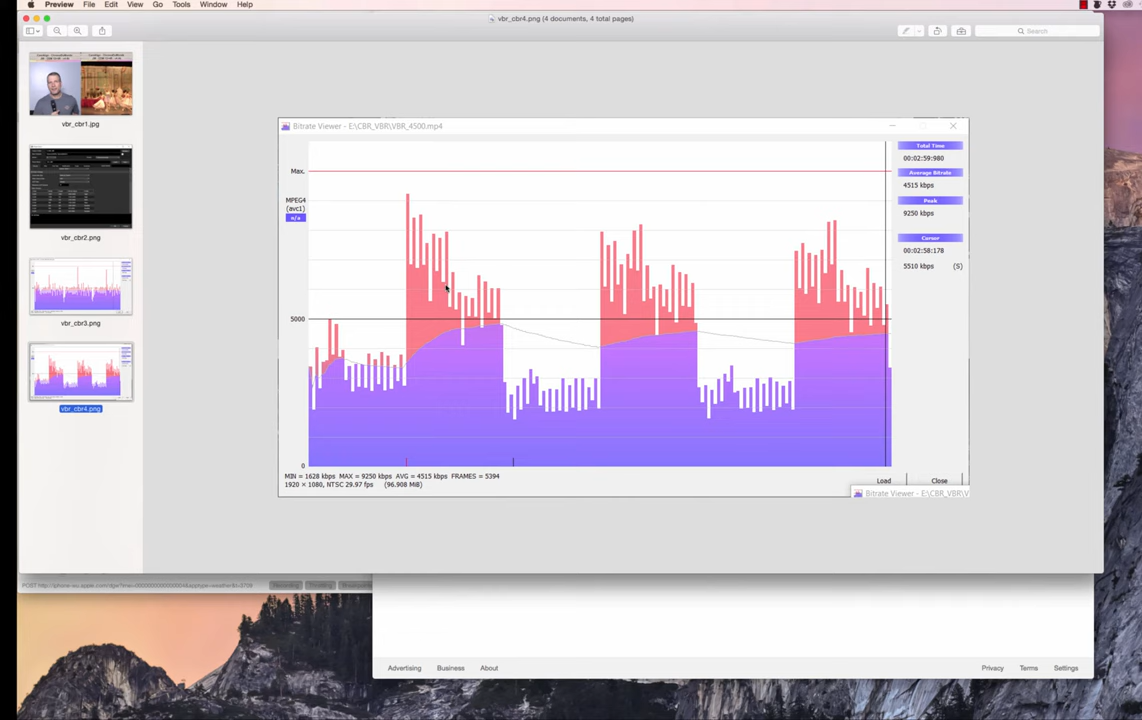 Preview File Edit View Go Tools Window Help
vbr_cbr4.png (4 documents, 4 total pages)
Search
vbr_cbr1.jpg
vbr_cbr2.png
vbr_cbr3.png
vbr_cbr4.png
Bitrate Viewer - E:\CBR_VBR\VBR_4500.mp4
Max.
MPEG4
(avc1)
n/a
5000
0
Total Time
00:02:59:980
Average Bitrate
4515 kbps
Peak
9250 kbps
Cursor
00:02:58:178
5510 kbps (S)
MIN = 1628 kbps MAX = 9250 kbps AVG = 4515 kbps FRAMES = 5394
1920 × 1080, NTSC 29.97 fps (96.908 MiB)
Load Close
Bitrate Viewer - E:\CBR_VBR\V
Advertising Business About Privacy Terms Settings